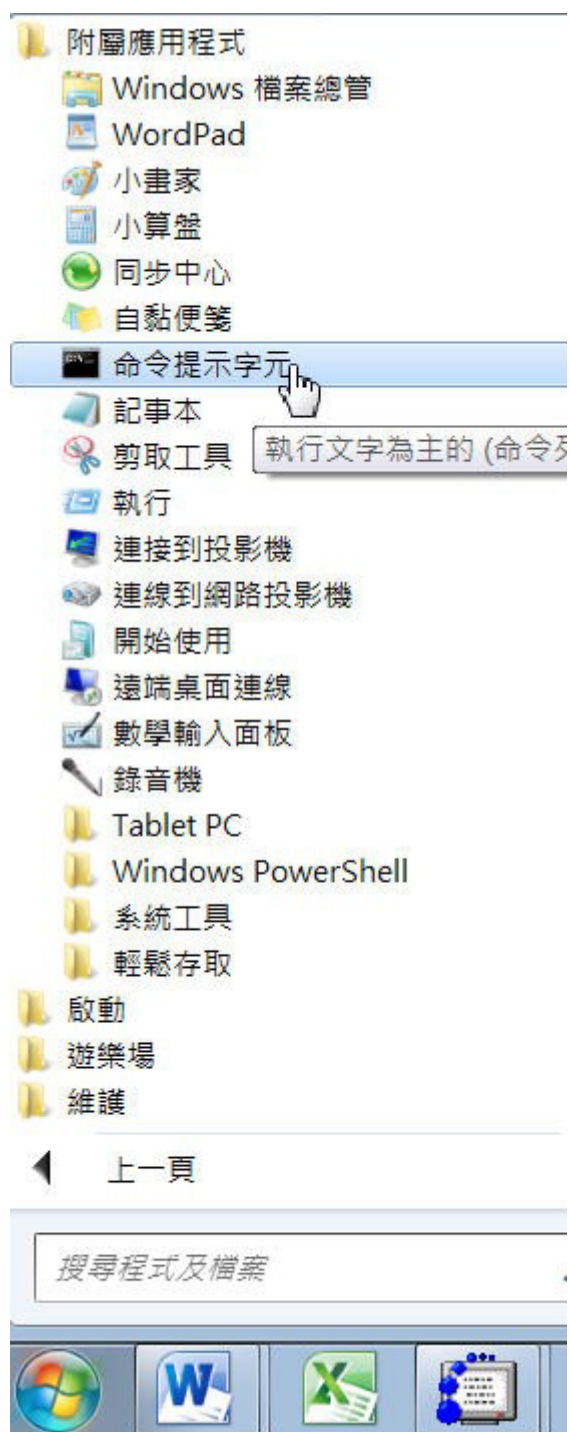 附屬應用程式
Windows 檔案總管
WordPad
小畫家
小算盤
同步中心
自黏便箋
命令提示字元
記事本
剪取工具
執行文字為主的 (命令列
執行
連接到投影機
連線到網路投影機
開始使用
遠端桌面連線
數學輸入面板
錄音機
Tablet PC
Windows PowerShell
系統工具
輕鬆存取
啟動
遊樂場
維護
上一頁
搜尋程式及檔案